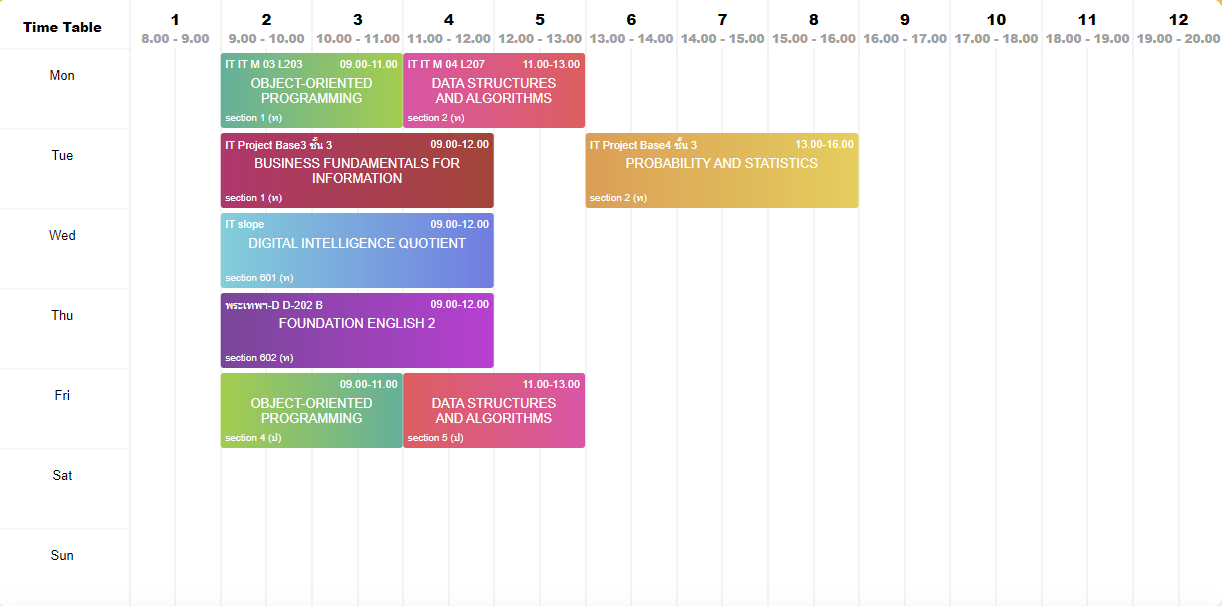 Time Table
1 2 3 4 5 6 7 8 9 10 11 12
8.00 - 9.00 9.00 - 10.00 10.00 - 11.00 11.00 - 12.00 12.00 - 13.00 13.00 - 14.00 14.00 - 15.00 15.00 - 16.00 16.00 - 17.00 17.00 - 18.00 18.00 - 19.00 19.00 - 20.00
Mon
IT IT M 03 L203 09.00-11.00
OBJECT-ORIENTED
PROGRAMMING
section 1 (ท)
IT IT M 04 L207 11.00-13.00
DATA STRUCTURES
AND ALGORITHMS
section 2 (ท)
Tue
IT Project Base3 ชั้น 3 09.00-12.00
BUSINESS FUNDAMENTALS FOR
INFORMATION
section 1 (ท)
IT Project Base4 ชั้น 3 13.00-16.00
PROBABILITY AND STATISTICS
section 2 (ท)
Wed
IT slope 09.00-12.00
DIGITAL INTELLIGENCE QUOTIENT
section 601 (ท)
Thu
พระเทพฯ-D D-202 B 09.00-12.00
FOUNDATION ENGLISH 2
section 602 (ท)
Fri
09.00-11.00
OBJECT-ORIENTED
PROGRAMMING
section 4 (ป)
11.00-13.00
DATA STRUCTURES
AND ALGORITHMS
section 5 (ป)
Sat
Sun